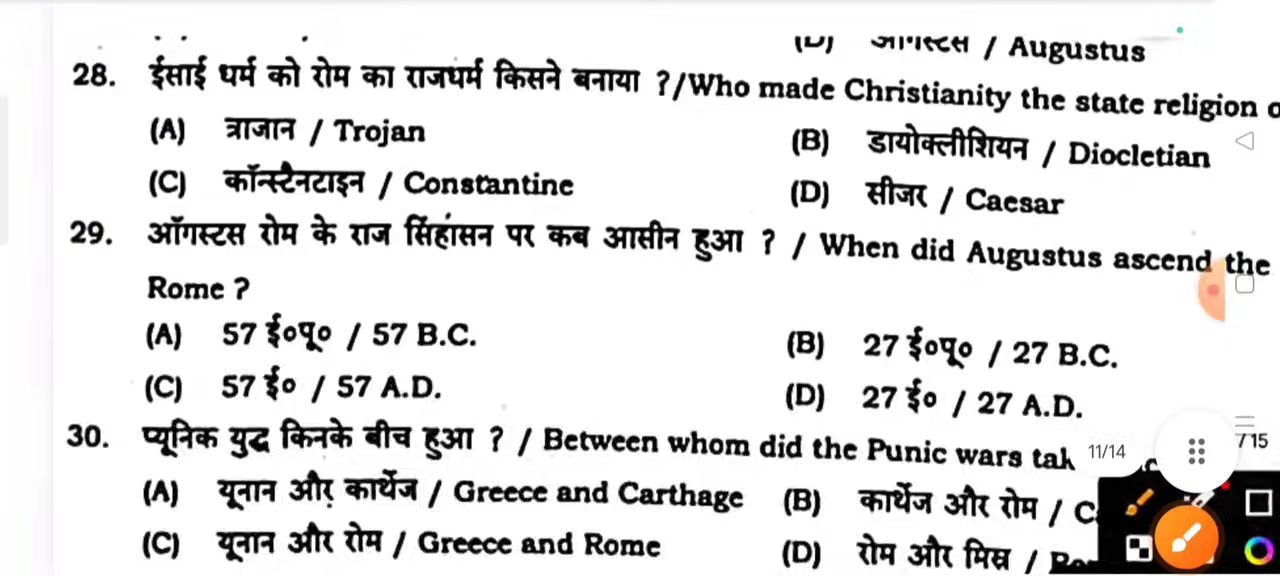 (D) ऑगस्टस / Augustus
28. ईसाई धर्म को रोम का राजधर्म किसने बनाया ?/Who made Christianity the state religion
(A) त्राजान / Trojan
(B) डायोक्लीशियन / Diocletian
(C) कॉन्स्टैनटाइन / Constantine
(D) सीजर / Caesar
29. ऑगस्टस रोम के राज सिंहांसन पर कब आसीन हुआ ? / When did Augustus ascend the
Rome ?
(A) 57 ई०पू० / 57 B.C.
(B) 27 ई०पू० / 27 B.C.
(C) 57 ई० / 57 A.D.
(D) 27 ई० / 27 A.D.
30. प्यूनिक युद्ध किनके बीच हुआ ? / Between whom did the Punic wars
11/14
/15
(A) यूनान और कार्थेज / Greece and Carthage
(B) कार्थेज और रोम /
(C) यूनान और रोम / Greece and Rome
(D) रोम और मिस्र /